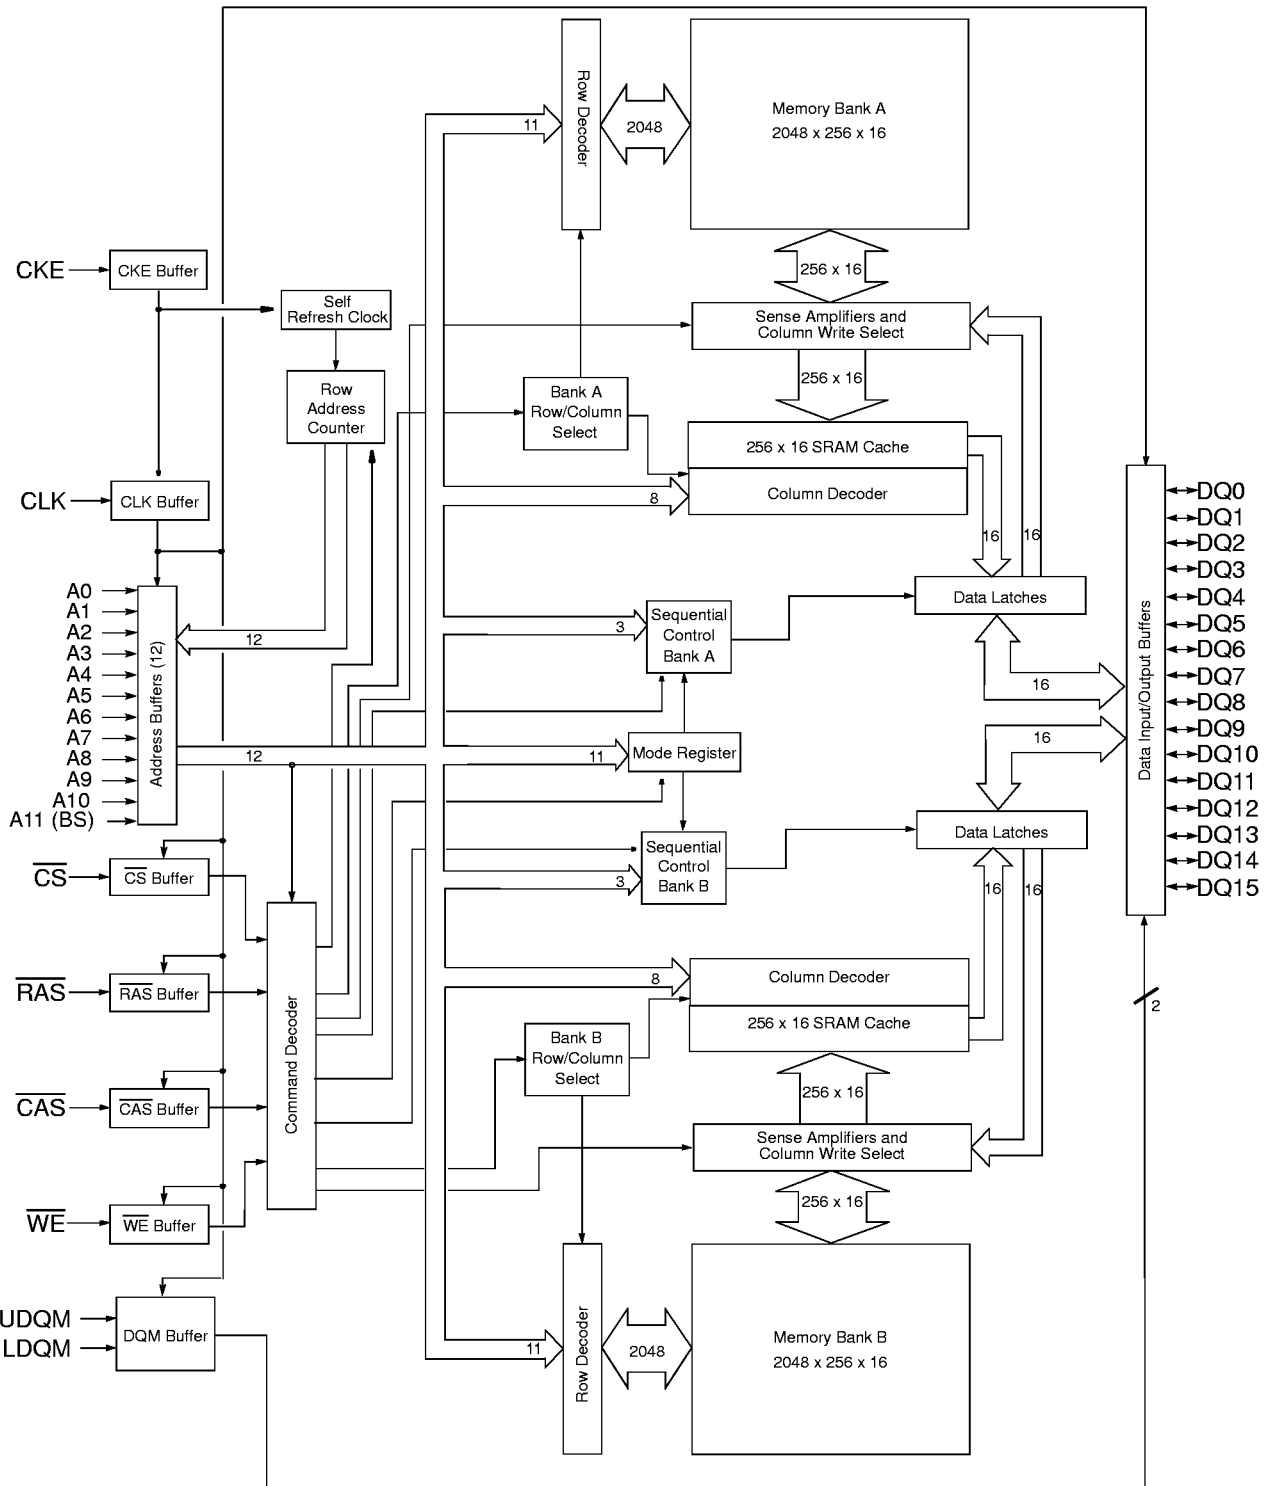 Row Decoder
11
2048
Memory Bank A
2048 x 256 x 16
CKE
CKE Buffer
256 x 16
Self
Refresh Clock
Sense Amplifiers and
Column Write Select
Row
Address
Counter
256 x 16
Bank A
Row/Column
Select
256 x 16 SRAM Cache
Column Decoder
8
CLK
CLK Buffer
16
16
Data Latches
A0
A1
A2
A3
A4
A5
A6
A7
A8
A9
A10
A11 (BS)
Address Buffers (12)
12
12
3
Sequential
Control
Bank A
16
11
Mode Register
16
Data Input/Output Buffers
DQ0
DQ1
DQ2
DQ3
DQ4
DQ5
DQ6
DQ7
DQ8
DQ9
DQ10
DQ11
DQ12
DQ13
DQ14
DQ15
Sequential
Control
Bank B
3
Data Latches
16
16
CS
CS Buffer
RAS
RAS Buffer
CAS
CAS Buffer
WE
WE Buffer
Command Decoder
8
Column Decoder
256 x 16 SRAM Cache
2
Bank B
Row/Column
Select
256 x 16
Sense Amplifiers and
Column Write Select
256 x 16
UDQM
LDQM
DQM Buffer
11
Row Decoder
2048
Memory Bank B
2048 x 256 x 16